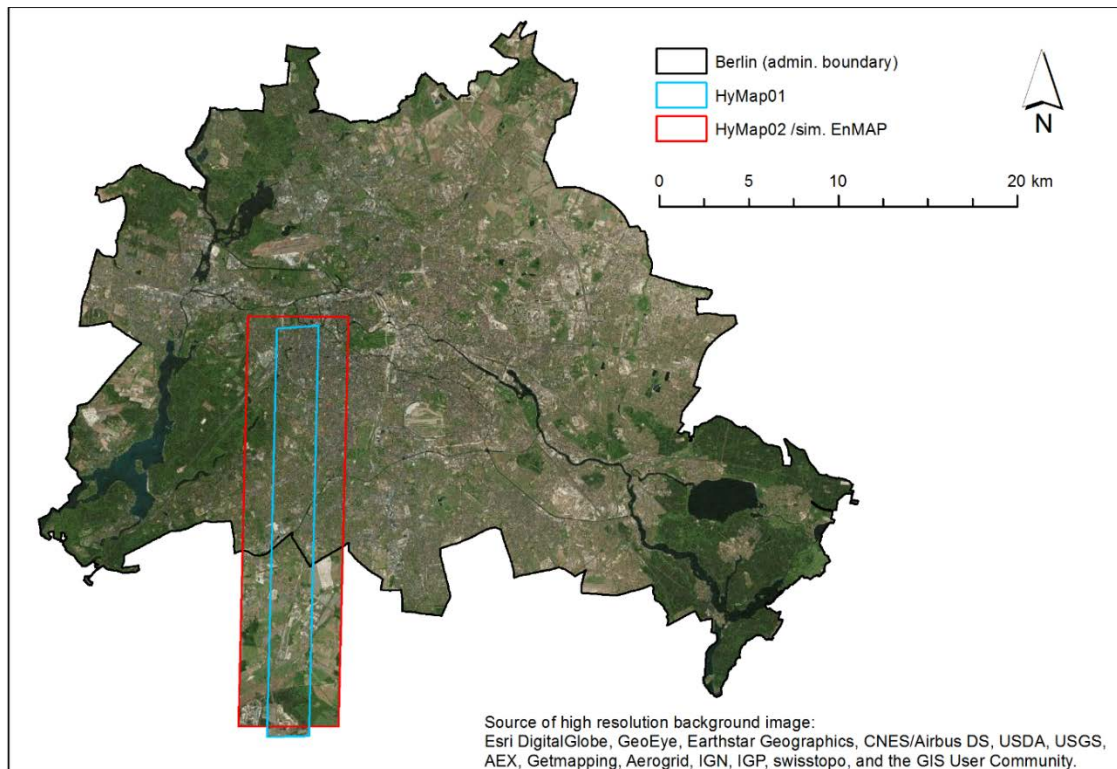 Berlin (admin. boundary)
HyMap01
HyMap02 /sim. EnMAP
N
0 5 10 20 km
Source of high resolution background image:
Esri DigitalGlobe, GeoEye, Earthstar Geographics, CNES/Airbus DS, USDA, USGS,
AEX, Getmapping, Aerogrid, IGN, IGP, swisstopo, and the GIS User Community.